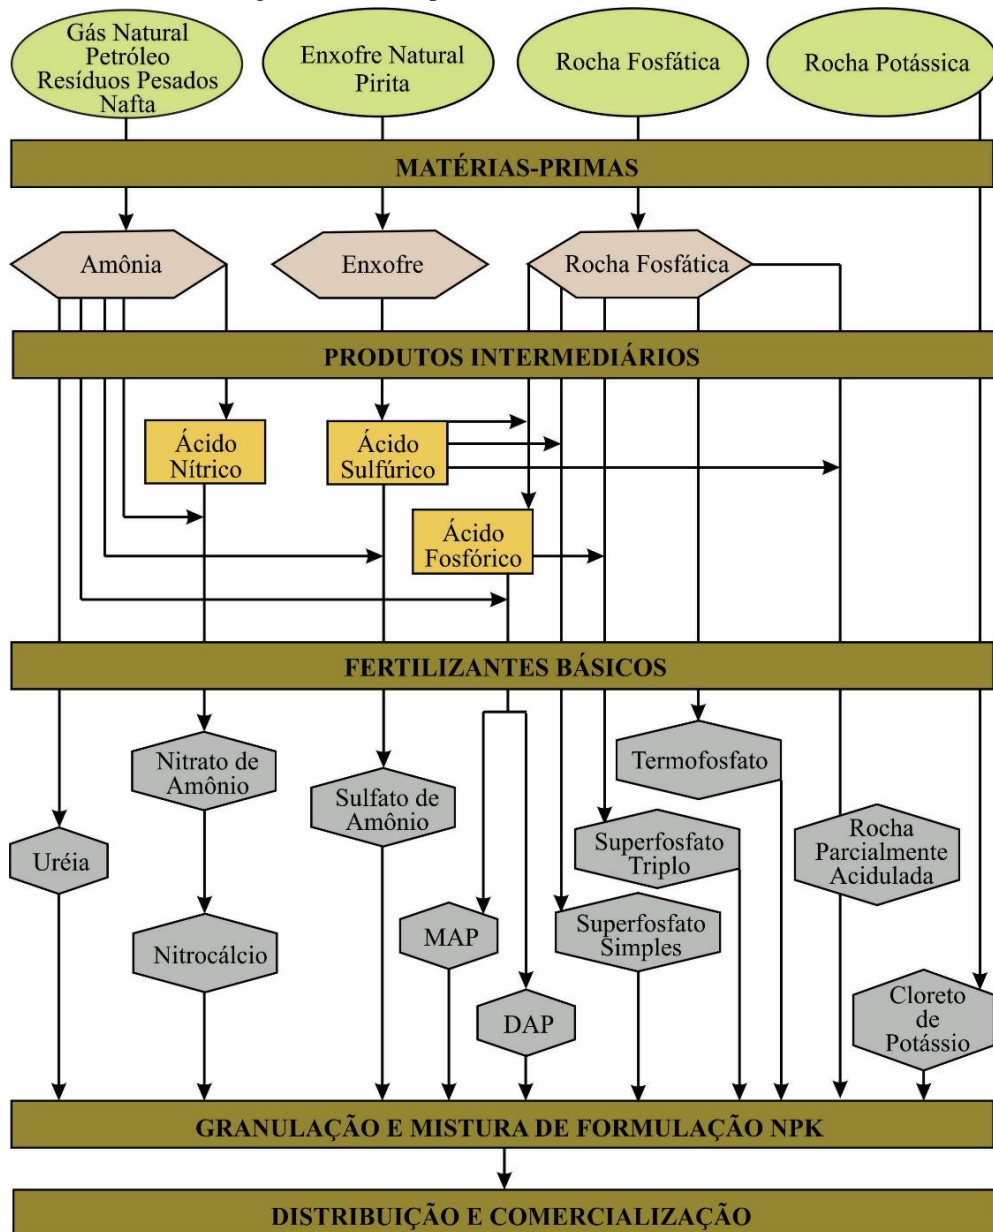 Gás Natural
Petróleo
Resíduos Pesados
Nafta
Enxofre Natural
Pirita
Rocha Fosfática
Rocha Potássica
MATÉRIAS-PRIMAS
Amônia
Enxofre
Rocha Fosfática
PRODUTOS INTERMEDIÁRIOS
Ácido
Nítrico
Ácido
Sulfúrico
Ácido
Fosfórico
FERTILIZANTES BÁSICOS
Nitrato de
Amônio
Termofosfato
Sulfato de
Amônio
Superfosfato
Triplo
Rocha
Parcialmente
Acidulada
Uréia
Nitrocálcio
MAP
Superfosfato
Simples
DAP
Cloreto
de
Potássio
GRANULAÇÃO E MISTURA DE FORMULAÇÃO NPK
DISTRIBUIÇÃO E COMERCIALIZAÇÃO